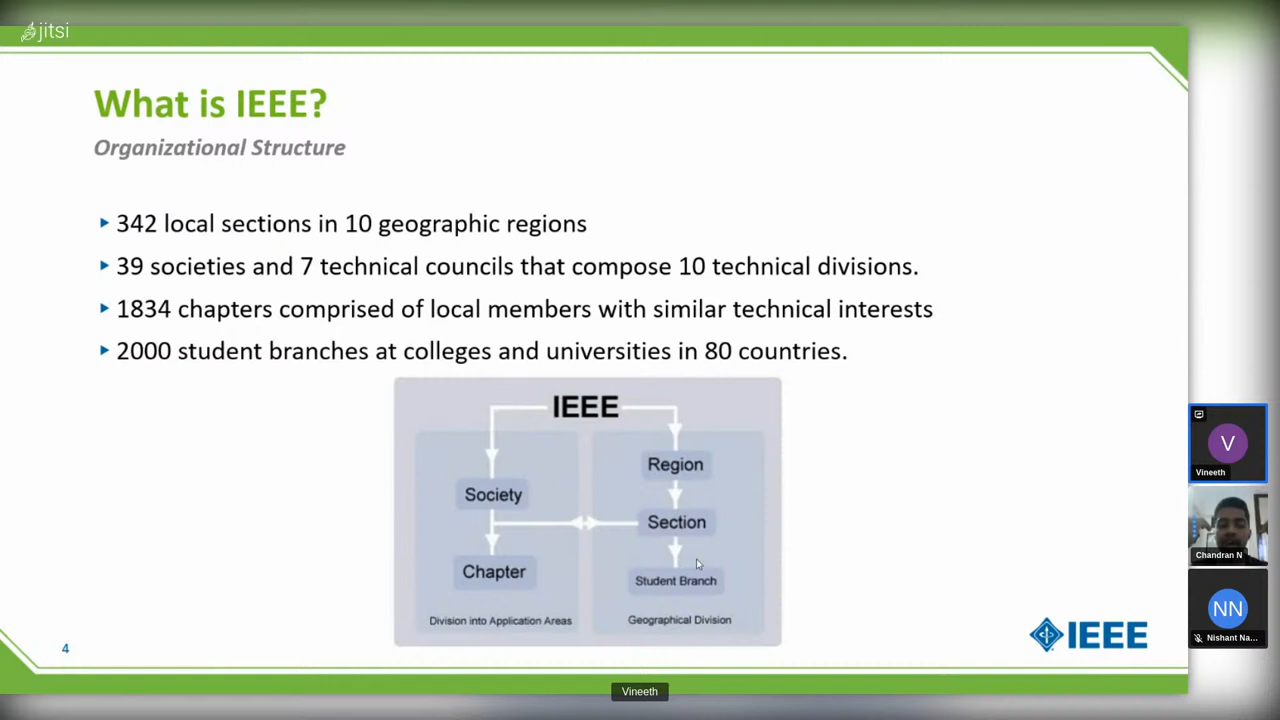 jitsi
What is IEEE?
Organizational Structure
342 local sections in 10 geographic regions
39 societies and 7 technical councils that compose 10 technical divisions.
1834 chapters comprised of local members with similar technical interests
2000 student branches at colleges and universities in 80 countries.
IEEE
Region
Society
Section
Chapter
Student Branch
Division into Application Areas
Geographical Division
4
IEEE
V
Vineeth
Chandran N
NN
Nishant Na...
Vineeth